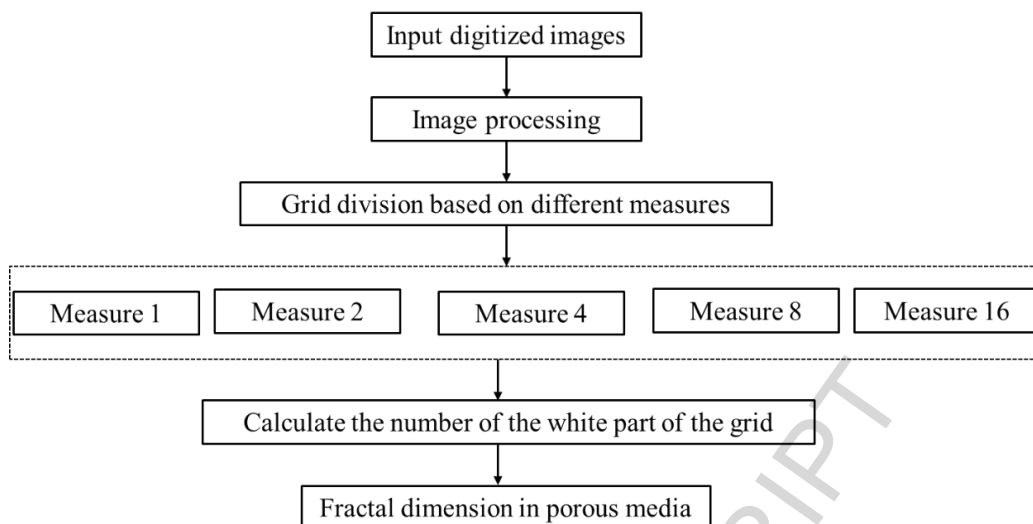 Input digitized images
Image processing
Grid division based on different measures
Measure 1
Measure 2
Measure 4
Measure 8
Measure 16
Calculate the number of the white part of the grid
Fractal dimension in porous media
RIPT